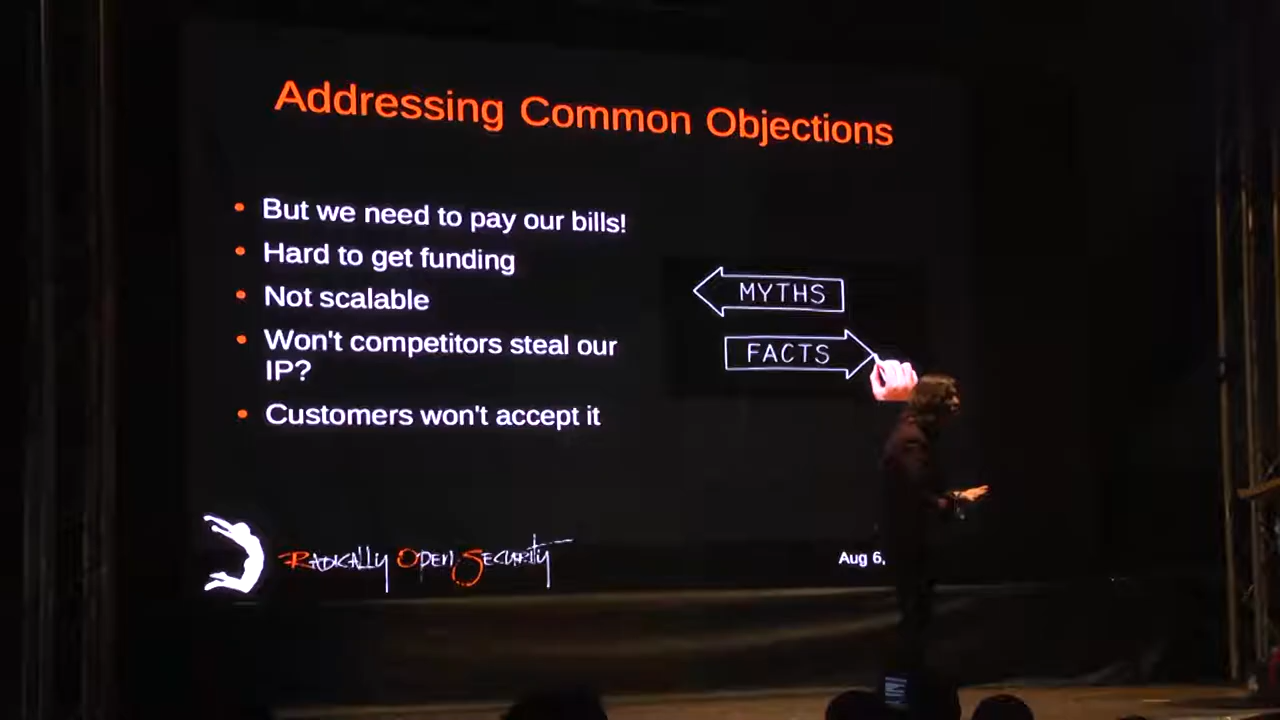 Addressing Common Objections
But we need to pay our bills!
Hard to get funding
Not scalable
Won't competitors steal our
IP?
Customers won't accept it
MYTHS
FACTS
RADICALLY OPEN SECURITY
Aug 6,